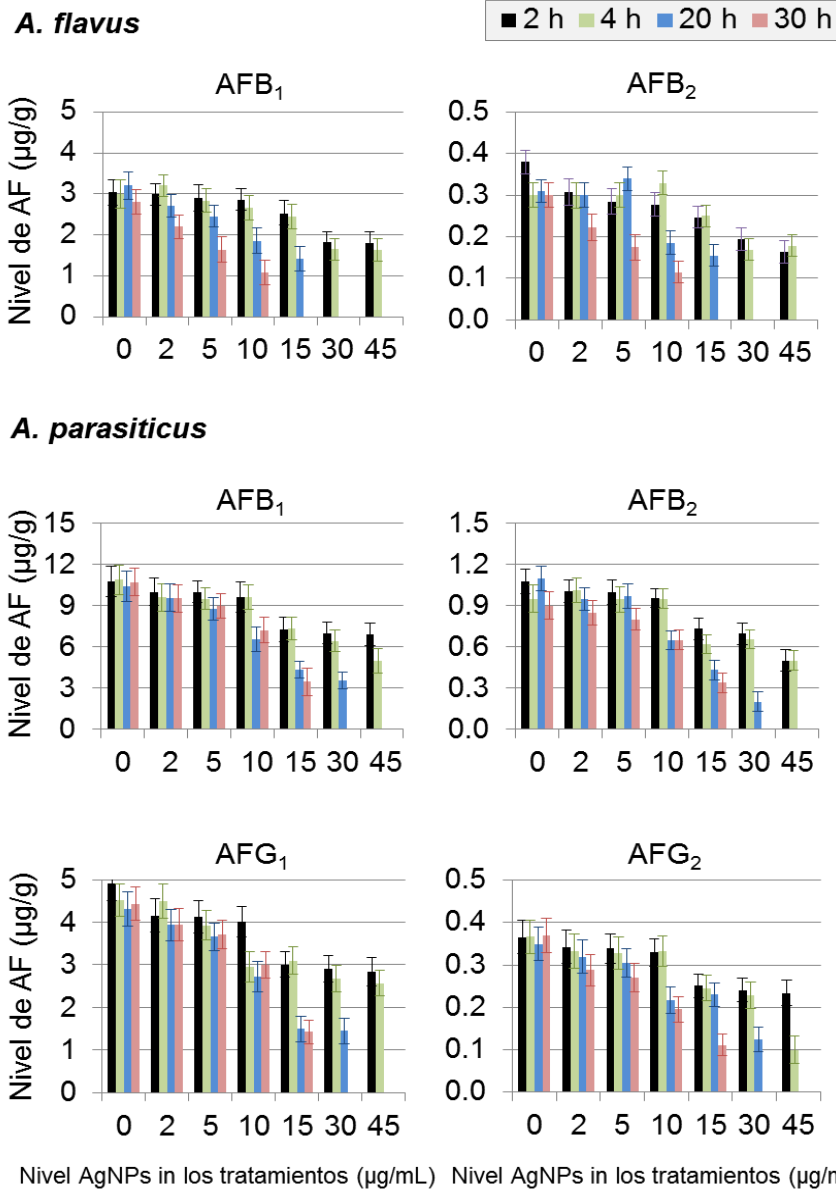 A. flavus
2 h 4 h 20 h 30 h
AFB₁
Nivel de AF (µg/g)
5
4
3
2
1
0
0 2 5 10 15 30 45
AFB₂
0.5
0.4
0.3
0.2
0.1
0.0
0 2 5 10 15 30 45
A. parasiticus
AFB₁
Nivel de AF (µg/g)
15
12
9
6
3
0
0 2 5 10 15 30 45
AFB₂
1.5
1.2
0.9
0.6
0.3
0.0
0 2 5 10 15 30 45
AFG₁
Nivel de AF (µg/g)
5
4
3
2
1
0
0 2 5 10 15 30 45
AFG₂
0.5
0.4
0.3
0.2
0.1
0.0
0 2 5 10 15 30 45
Nivel AgNPs in los tratamientos (µg/mL) Nivel AgNPs in los tratamientos